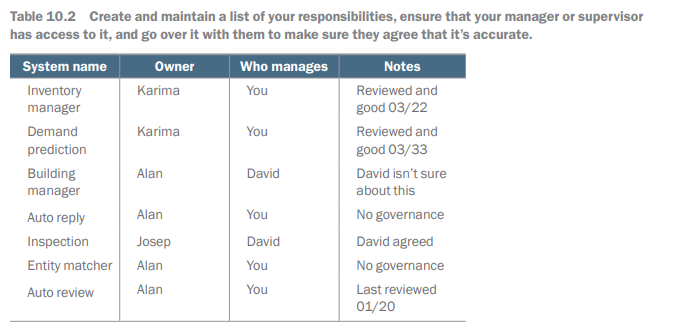 Table 10.2 Create and maintain a list of your responsibilities, ensure that your manager or supervisor
has access to it, and go over it with them to make sure they agree that it's accurate.
System name Owner Who manages Notes
Inventory manager Karima You Reviewed and good 03/22
Demand prediction Karima You Reviewed and good 03/33
Building manager Alan David David isn't sure about this
Auto reply Alan You No governance
Inspection Josep David David agreed
Entity matcher Alan You No governance
Auto review Alan You Last reviewed 01/20